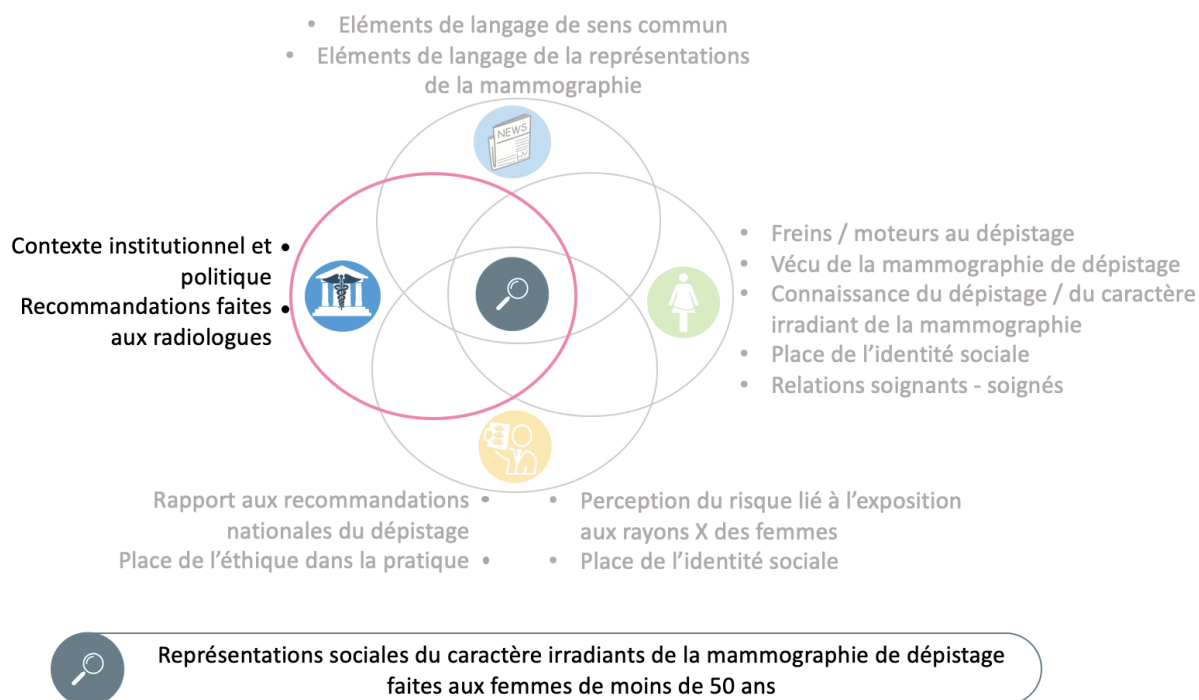 • Eléments de langage de sens commun
• Eléments de langage de la représentations
de la mammographie
NEWS
Contexte institutionnel et •
politique
Recommandations faites •
aux radiologues
• Freins / moteurs au dépistage
• Vécu de la mammographie de dépistage
• Connaissance du dépistage / du caractère
irradiant de la mammographie
• Place de l'identité sociale
• Relations soignants - soignés
Rapport aux recommandations •
nationales du dépistage
Place de l'éthique dans la pratique •
• Perception du risque lié à l'exposition
aux rayons X des femmes
• Place de l'identité sociale
Représentations sociales du caractère irradiants de la mammographie de dépistage
faites aux femmes de moins de 50 ans